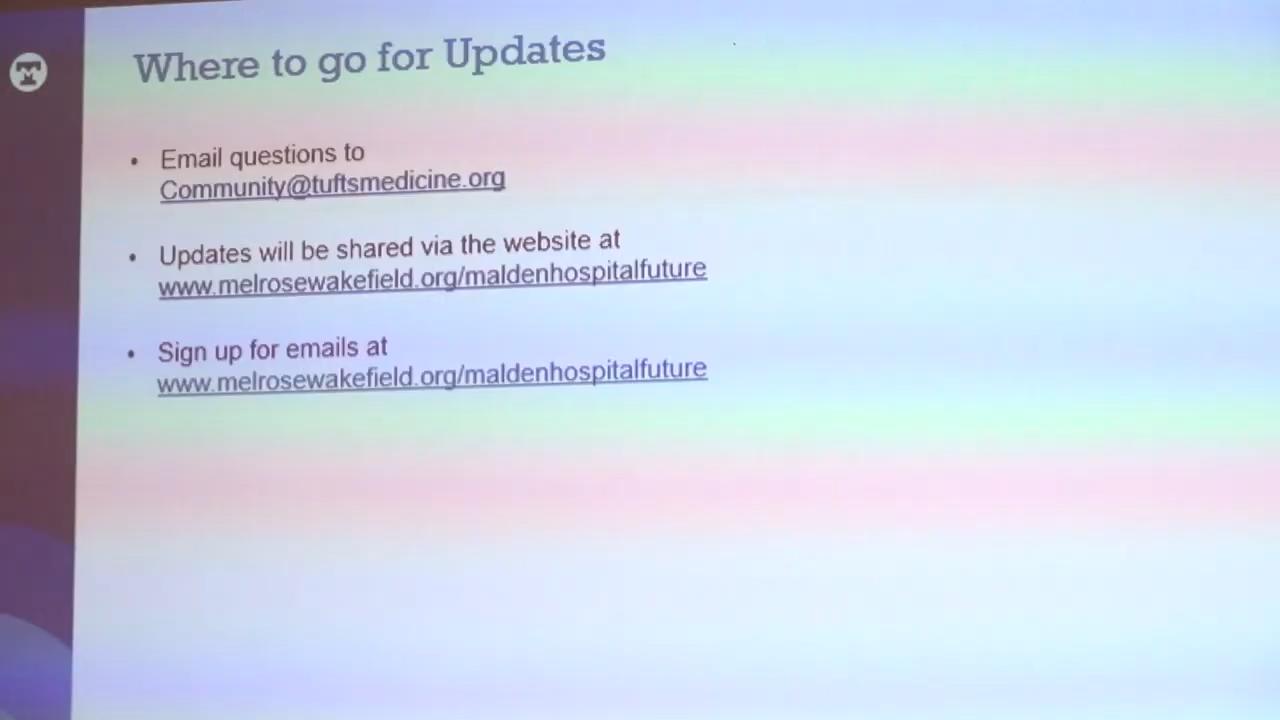 Where to go for Updates
• Email questions to
Community@tuftsmedicine.org
• Updates will be shared via the website at
www.melrosewakefield.org/maldenhospitalfuture
• Sign up for emails at
www.melrosewakefield.org/maldenhospitalfuture